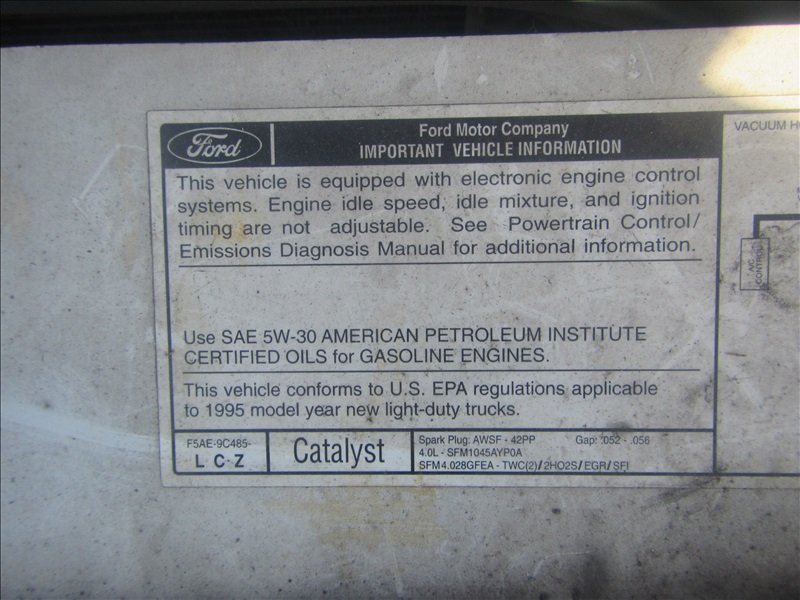 Ford
Ford Motor Company
IMPORTANT VEHICLE INFORMATION
This vehicle is equipped with electronic engine control
systems. Engine idle speed, idle mixture, and ignition
timing are not adjustable. See Powertrain Control/
Emissions Diagnosis Manual for additional information.
Use SAE 5W-30 AMERICAN PETROLEUM INSTITUTE
CERTIFIED OILS for GASOLINE ENGINES.
This vehicle conforms to U.S. EPA regulations applicable
to 1995 model year new light-duty trucks.
F5AE-9C485-
L C Z
Catalyst
Spark Plug: AWSF - 42PP Gap: .052 - .056
4.0L - SFM1045AYP0A
SFM4.028GFEA - TWC(2)/2HO2S/EGR/SFI
VACUUM
A/C
CONTROL